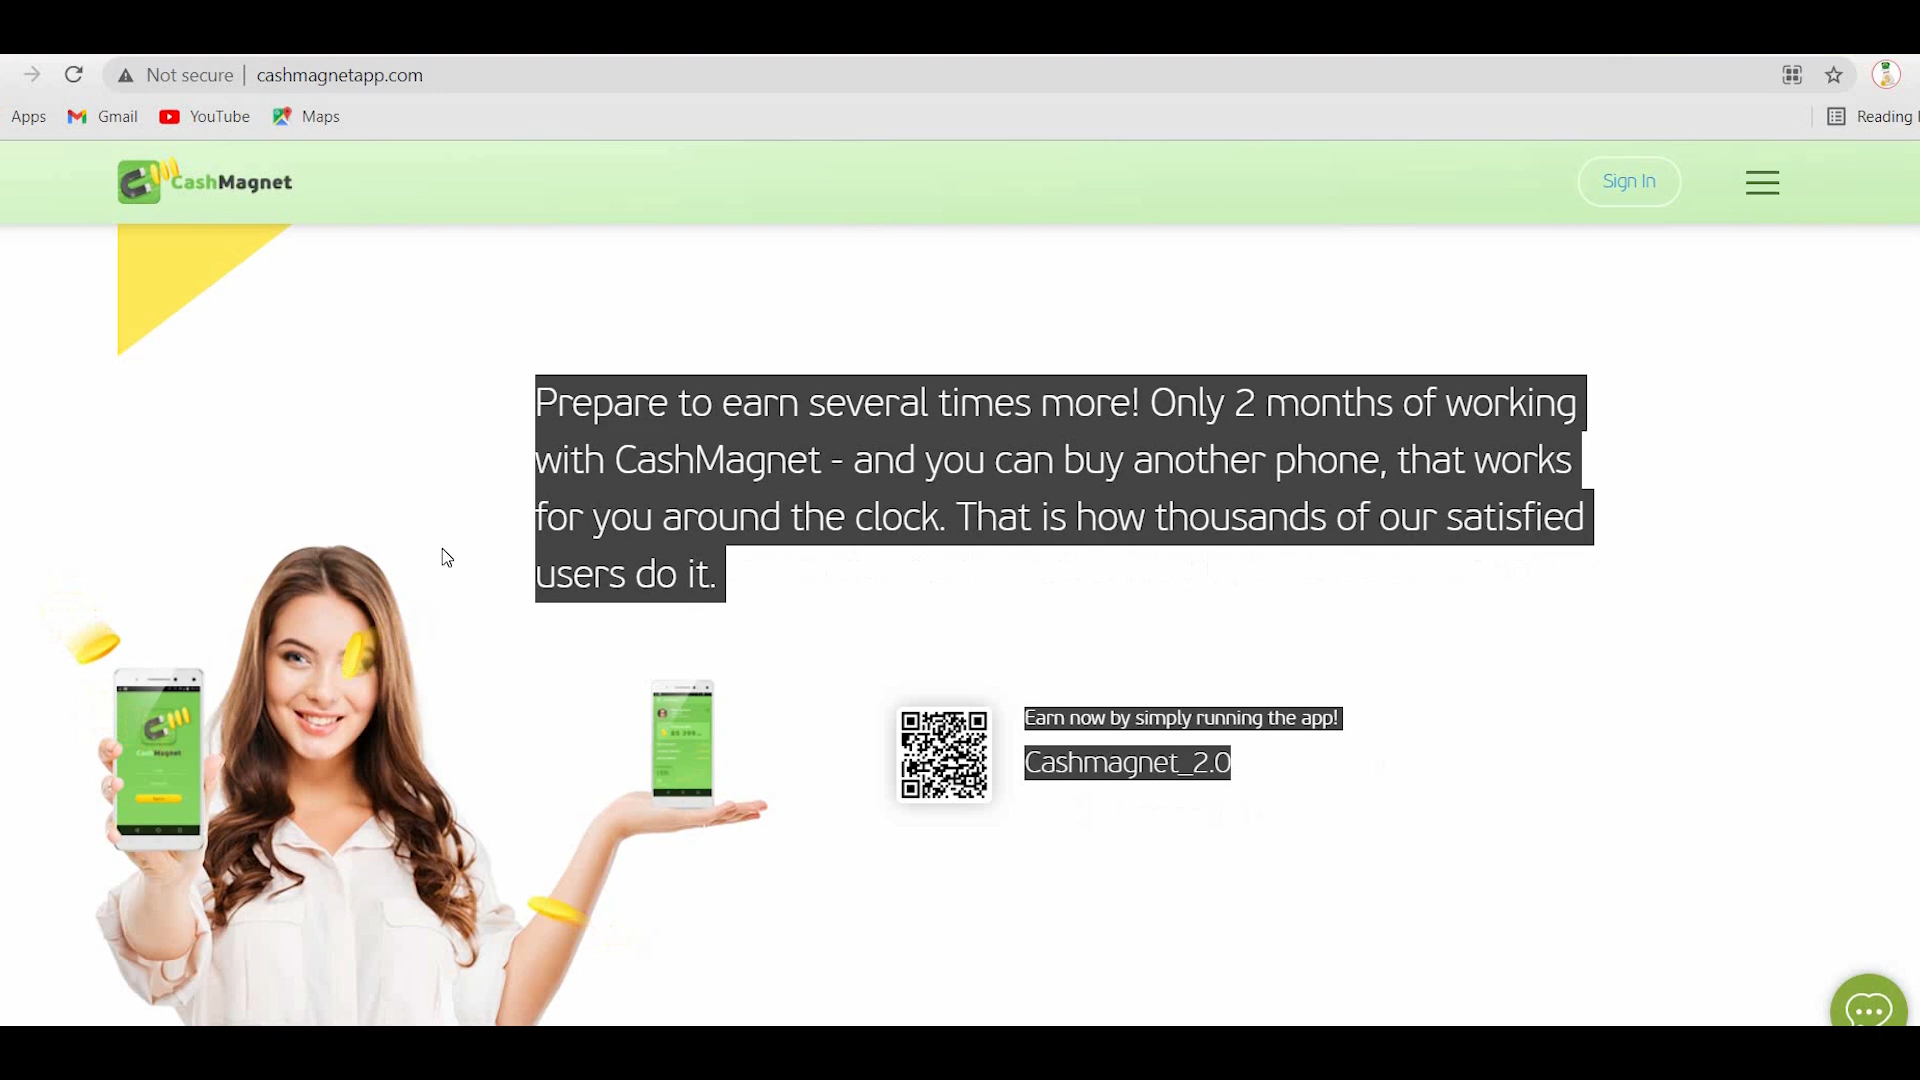 Not secure | cashmagnetapp.com
Apps Gmail YouTube Maps Reading
CashMagnet
Sign In
Prepare to earn several times more! Only 2 months of working
with CashMagnet - and you can buy another phone, that works
for you around the clock. That is how thousands of our satisfied
users do it.
Earn now by simply running the app!
Cashmagnet_2.0
CashMagnet